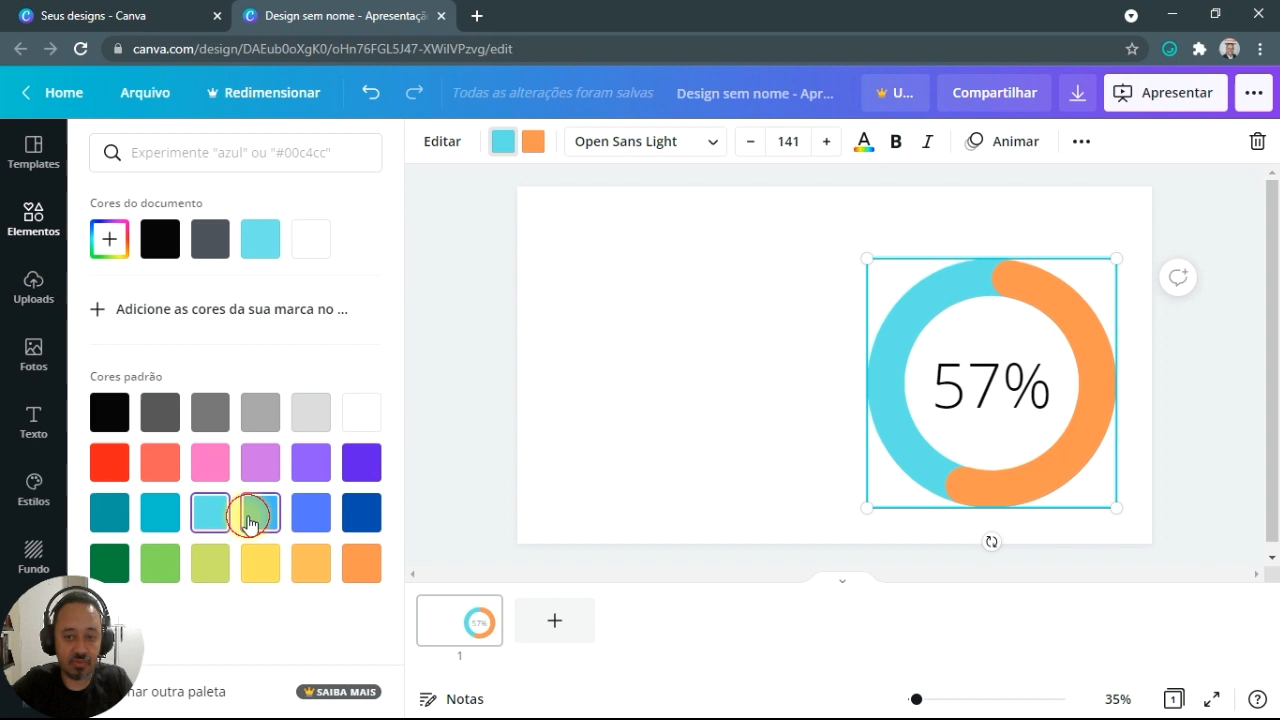 Seus designs - Canva
Design sem nome - Apresentaçã
canva.com/design/DAEub0oXgK0/oHn76FGL5J47-XWiIVPzvg/edit
Home
Arquivo
Redimensionar
Todas as alterações foram salvas
Design sem nome - Apr...
U...
Compartilhar
Apresentar
Templates
Elementos
Uploads
Fotos
Texto
Estilos
Fundo
Experimente "azul" ou "#00c4cc"
Cores do documento
Adicione as cores da sua marca no ...
Cores padrão
nar outra paleta
SAIBA MAIS
Editar
Open Sans Light
141
A
B
I
Animar
57%
57%
1
Notas
35%
1
?